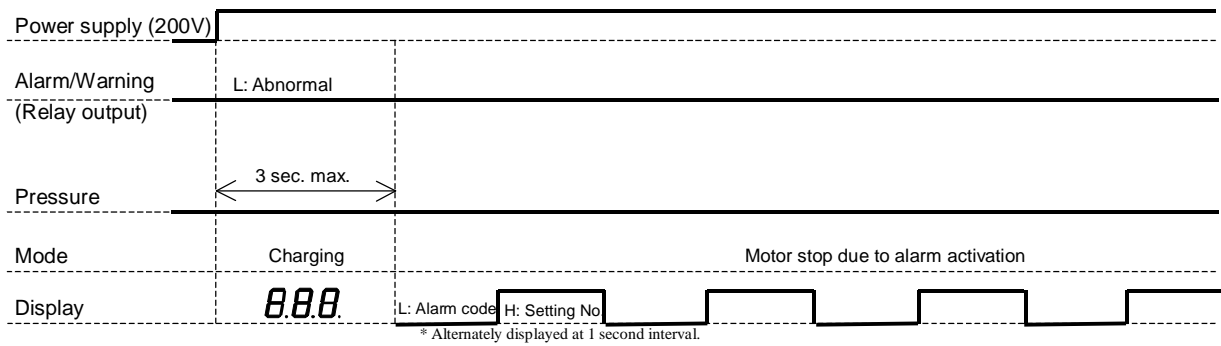 Power supply (200V)
Alarm/Warning
(Relay output)
L: Abnormal
3 sec. max.
Pressure
Mode
Charging
Motor stop due to alarm activation
Display
8.8.8.
L: Alarm code
H: Setting No.
* Alternately displayed at 1 second interval.